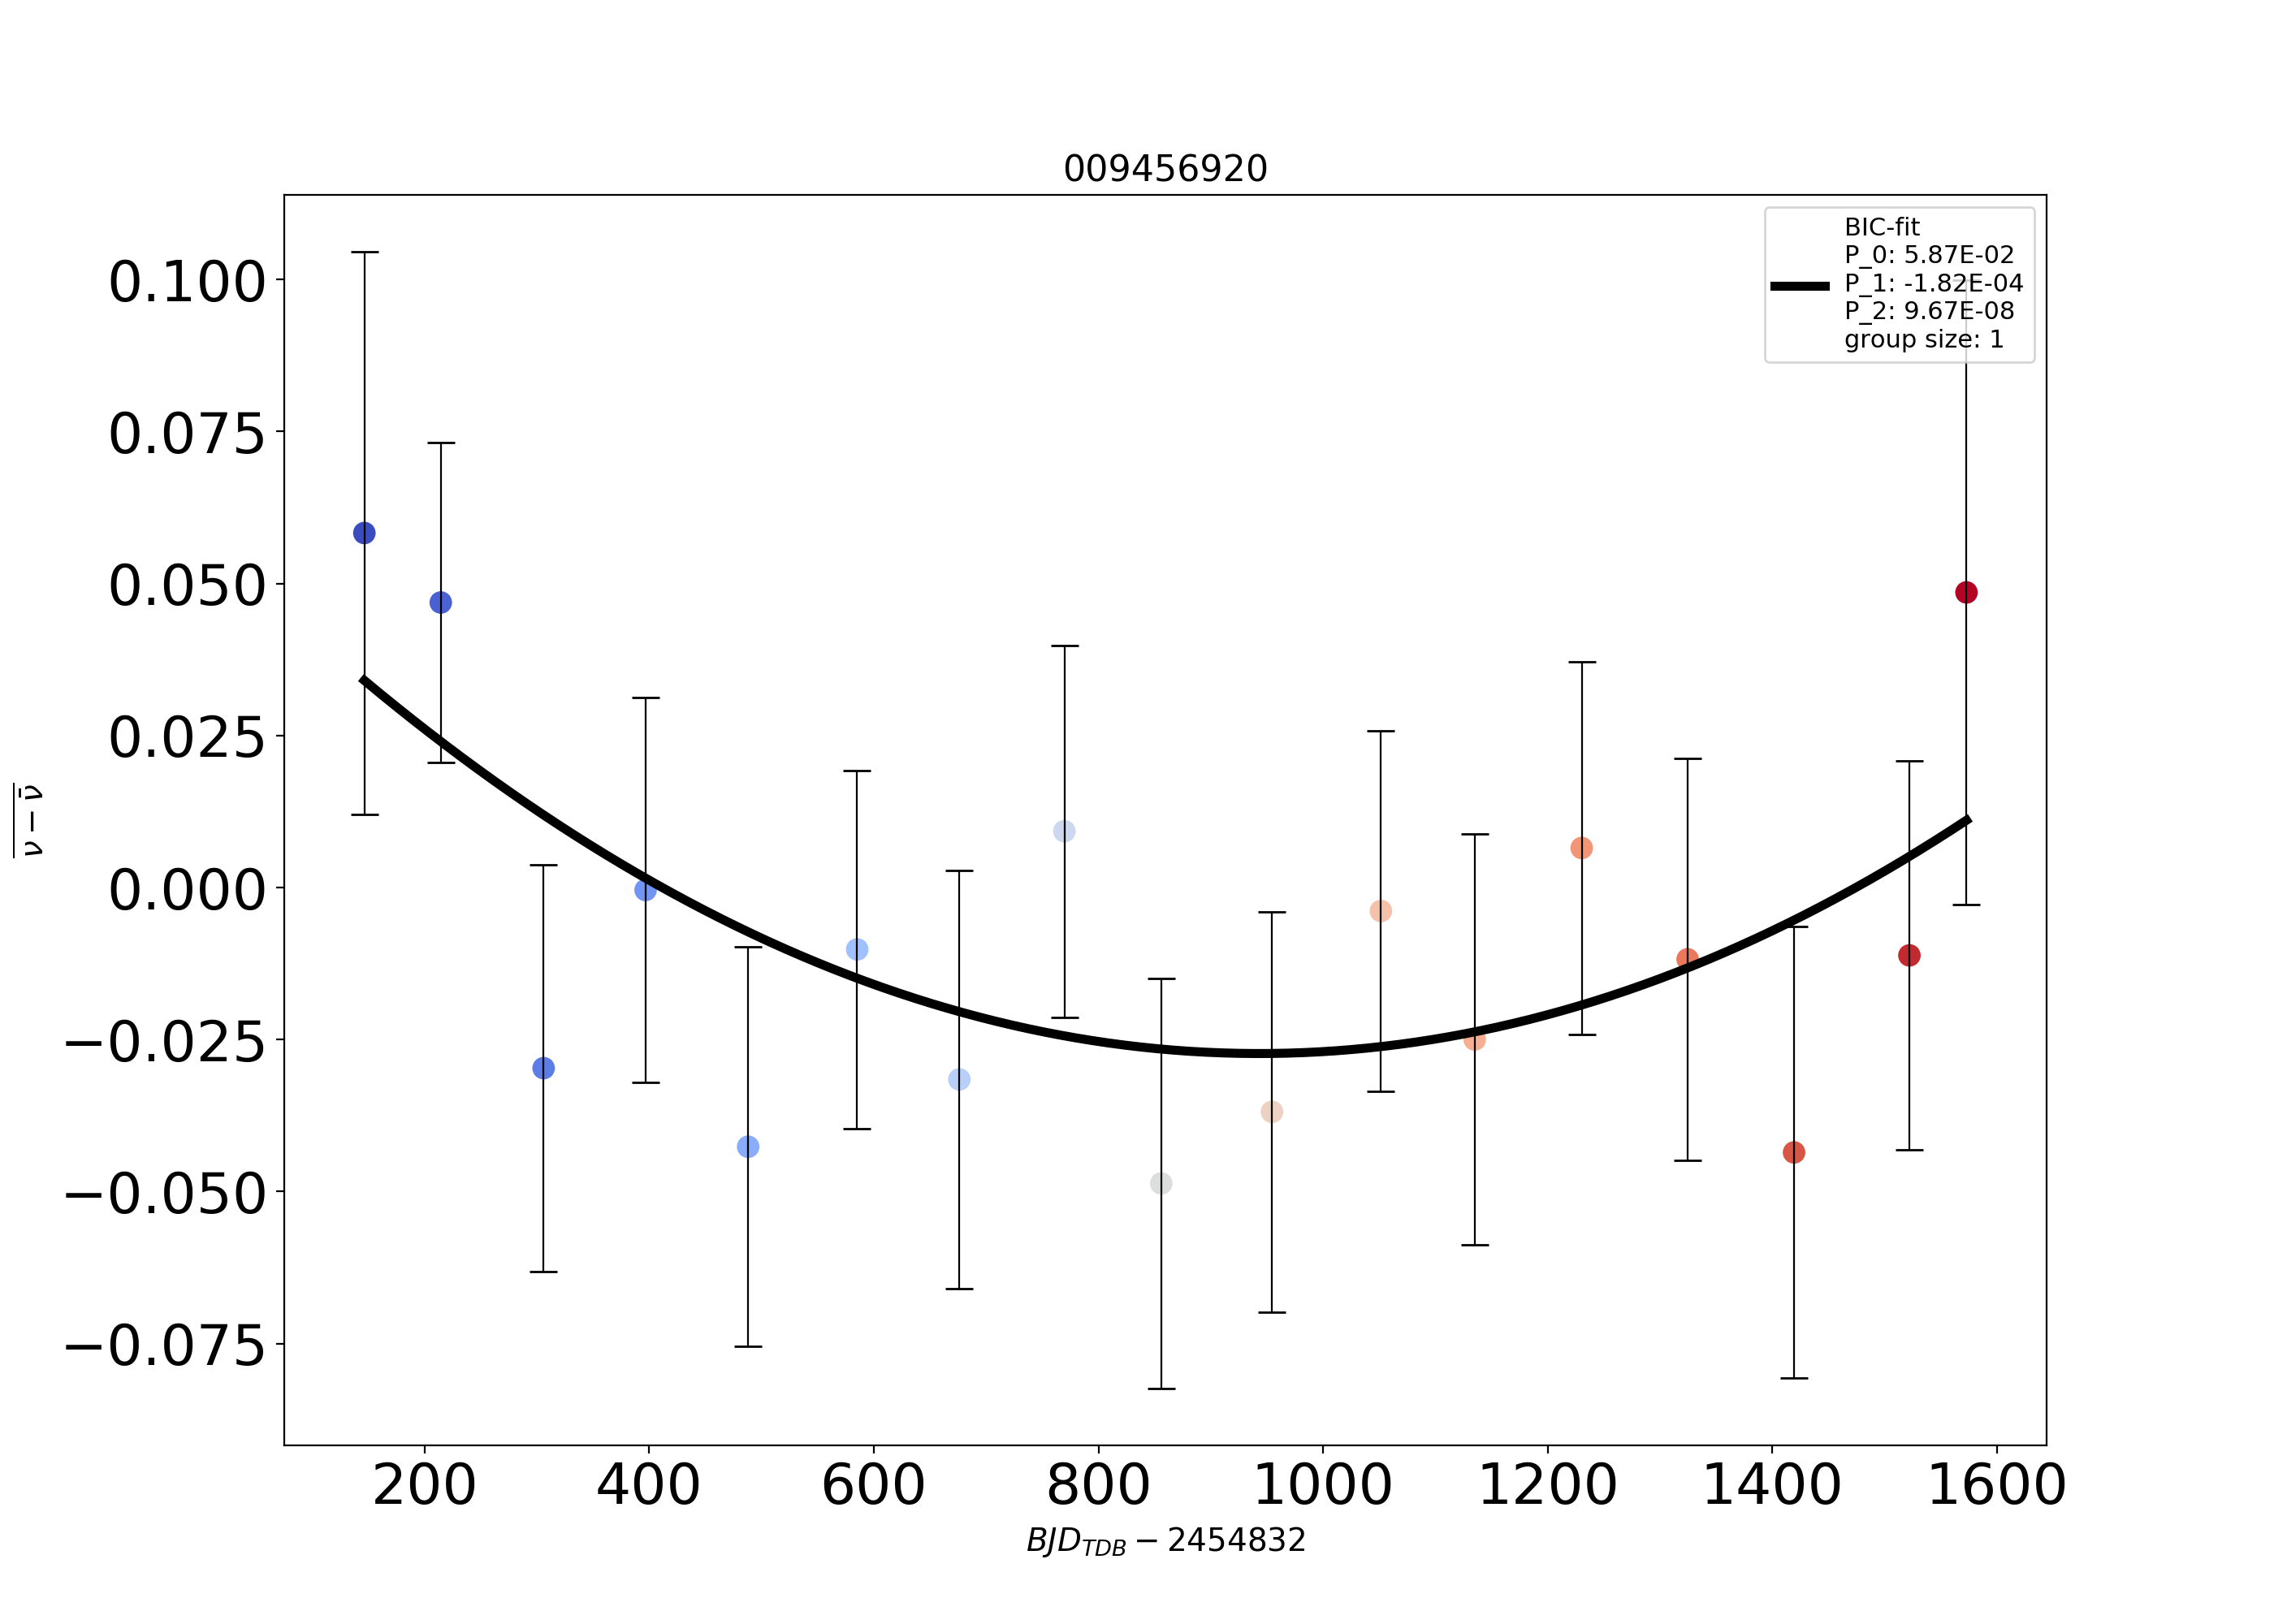 009456920
BIC-fit
P_0: 5.87E-02
P_1: -1.82E-04
P_2: 9.67E-08
group size: 1
0.100
0.075
0.050
0.025
0.000
−0.025
−0.050
−0.075
ν − ν̄
200 400 600 800 1000 1200 1400 1600
BJD_TDB − 2454832